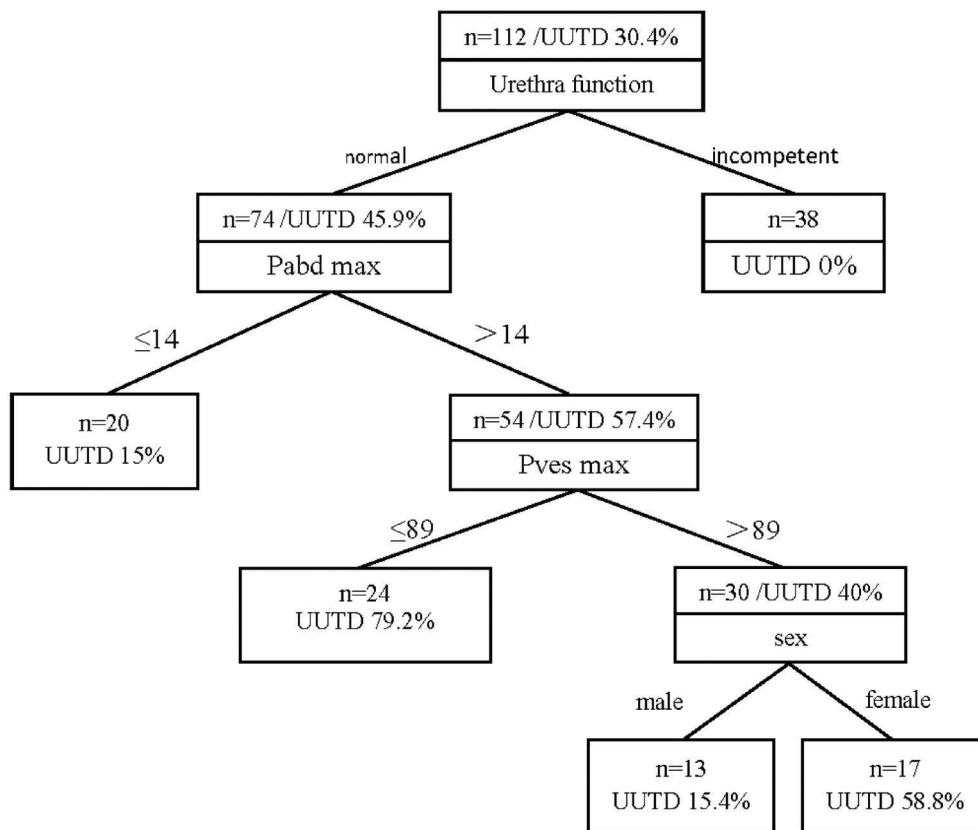 n=112 /UUTD 30.4%
Urethra function
normal
incompetent
n=74 /UUTD 45.9%
Pabd max
n=38
UUTD 0%
≤14
>14
n=20
UUTD 15%
n=54 /UUTD 57.4%
Pves max
≤89
>89
n=24
UUTD 79.2%
n=30 /UUTD 40%
sex
male
female
n=13
UUTD 15.4%
n=17
UUTD 58.8%